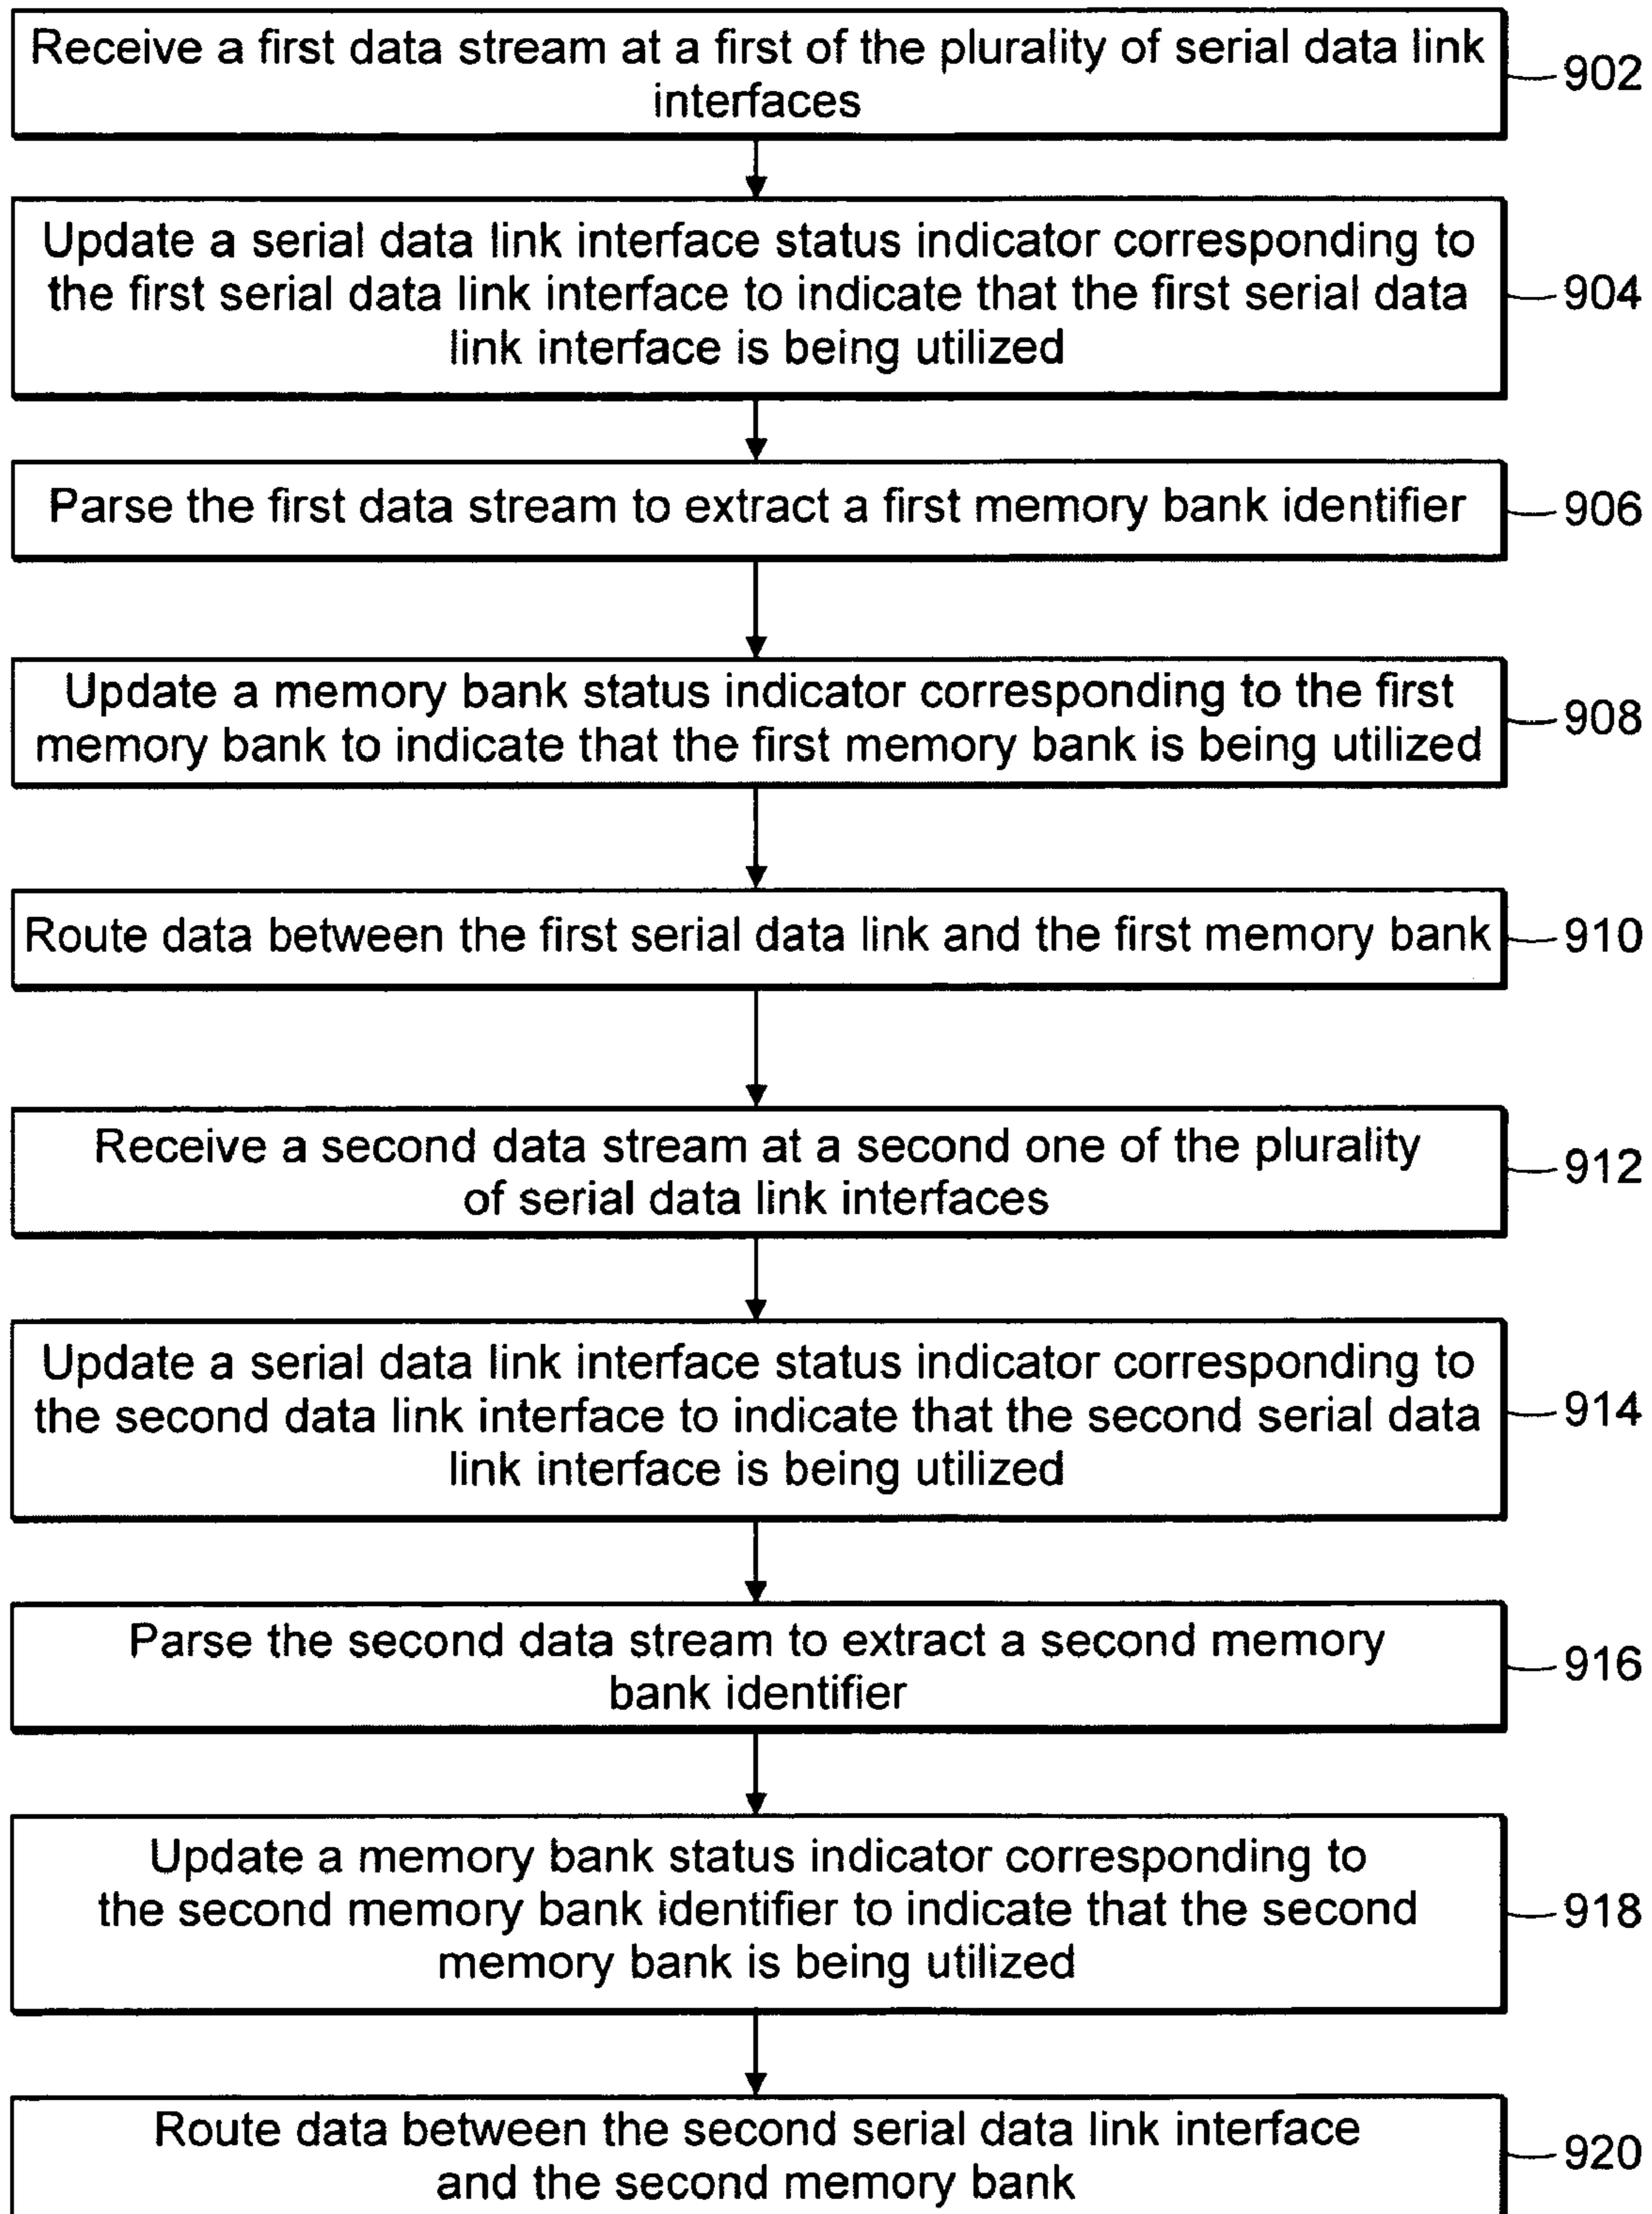 Receive a first data stream at a first of the plurality of serial data link
interfaces
902
Update a serial data link interface status indicator corresponding to
the first serial data link interface to indicate that the first serial data
link interface is being utilized
904
Parse the first data stream to extract a first memory bank identifier
906
Update a memory bank status indicator corresponding to the first
memory bank to indicate that the first memory bank is being utilized
908
Route data between the first serial data link and the first memory bank
910
Receive a second data stream at a second one of the plurality
of serial data link interfaces
912
Update a serial data link interface status indicator corresponding to
the second data link interface to indicate that the second serial data
link interface is being utilized
914
Parse the second data stream to extract a second memory
bank identifier
916
Update a memory bank status indicator corresponding to
the second memory bank identifier to indicate that the second
memory bank is being utilized
918
Route data between the second serial data link interface
and the second memory bank
920